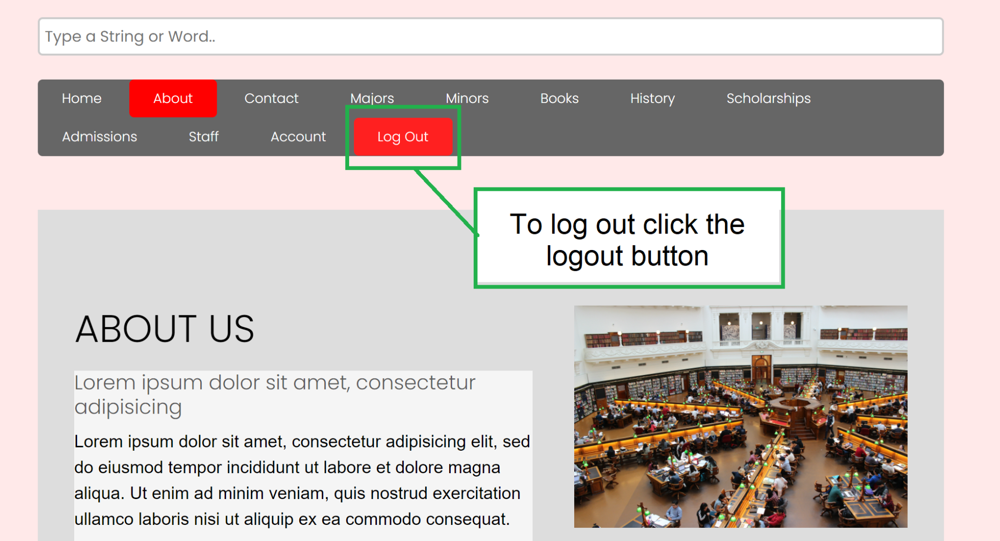 Type a String or Word..
Home About Contact Majors Minors Books History Scholarships
Admissions Staff Account Log Out
To log out click the
logout button
ABOUT US
Lorem ipsum dolor sit amet, consectetur
adipisicing
Lorem ipsum dolor sit amet, consectetur adipisicing elit, sed
do eiusmod tempor incididunt ut labore et dolore magna
aliqua. Ut enim ad minim veniam, quis nostrud exercitation
ullamco laboris nisi ut aliquip ex ea commodo consequat.